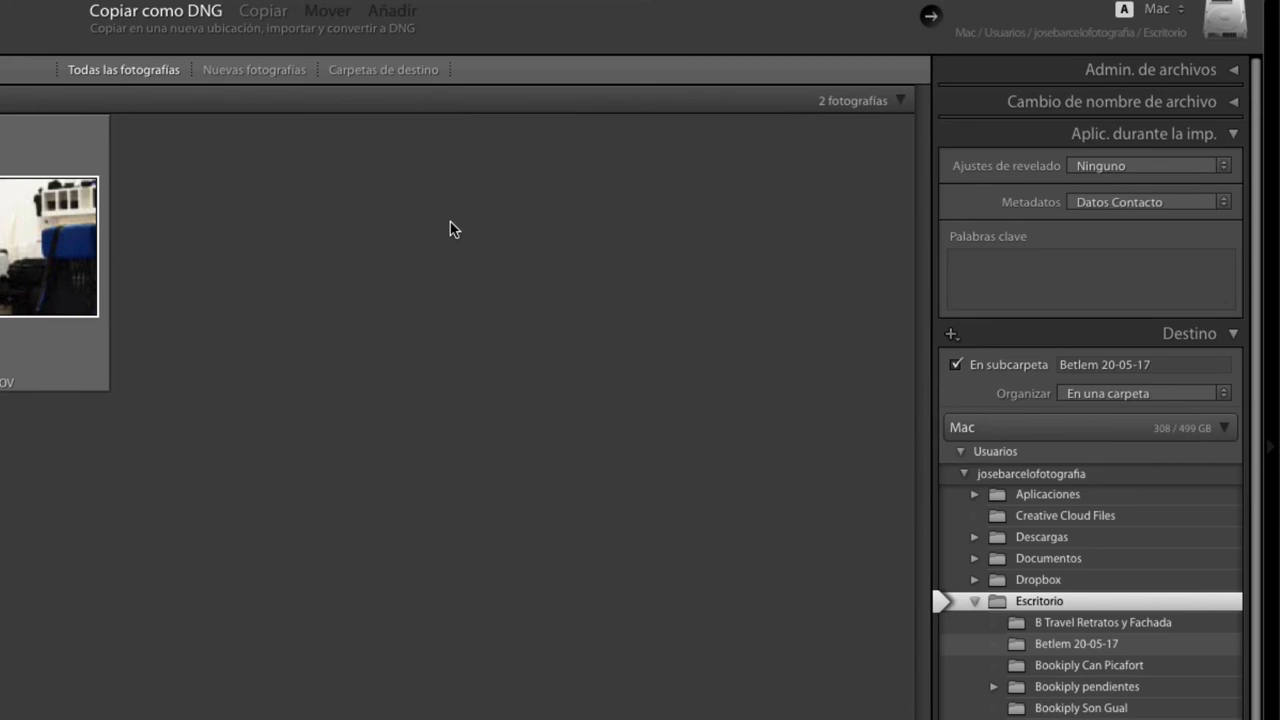 Copiar como DNG Copiar Mover Añadir
Copiar en una nueva ubicación, importar y convertir a DNG
A Mac
Mac / Usuarios / josebarcelofotografia / Escritorio
Todas las fotografías Nuevas fotografías Carpetas de destino
2 fotografías
OV
Admin. de archivos
Cambio de nombre de archivo
Aplic. durante la imp.
Ajustes de revelado Ninguno
Metadatos Datos Contacto
Palabras clave
Destino
En subcarpeta Betlem 20-05-17
Organizar En una carpeta
Mac 308 / 499 GB
Usuarios
josebarcelofotografia
Aplicaciones
Creative Cloud Files
Descargas
Documentos
Dropbox
Escritorio
B Travel Retratos y Fachada
Betlem 20-05-17
Bookiply Can Picafort
Bookiply pendientes
Bookiply Son Gual